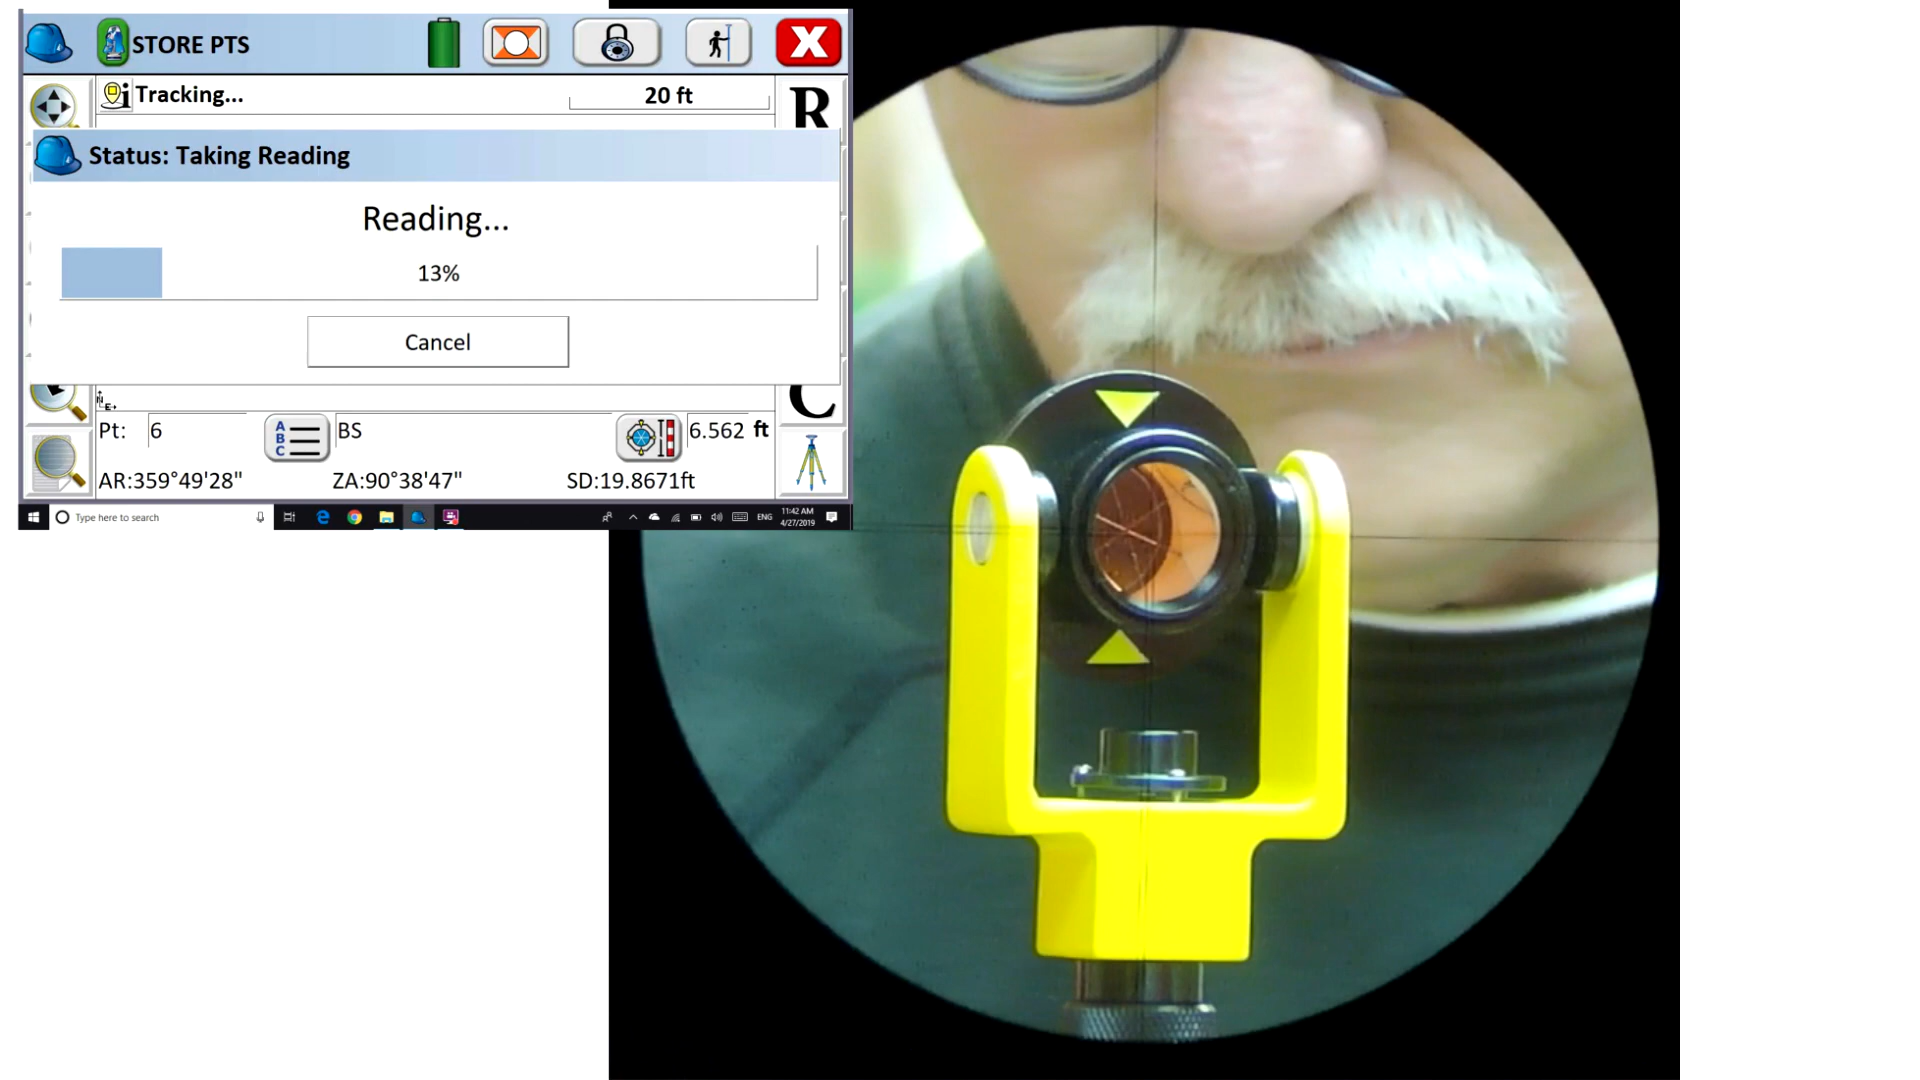 STORE PTS
Tracking...
20 ft
R
Status: Taking Reading
Reading...
13%
Cancel
C
N
E
Pt: 6
A
B
C
BS
6.562 ft
AR:359°49'28" ZA:90°38'47" SD:19.8671ft
Type here to search
ENG
11:42 AM
4/27/2019